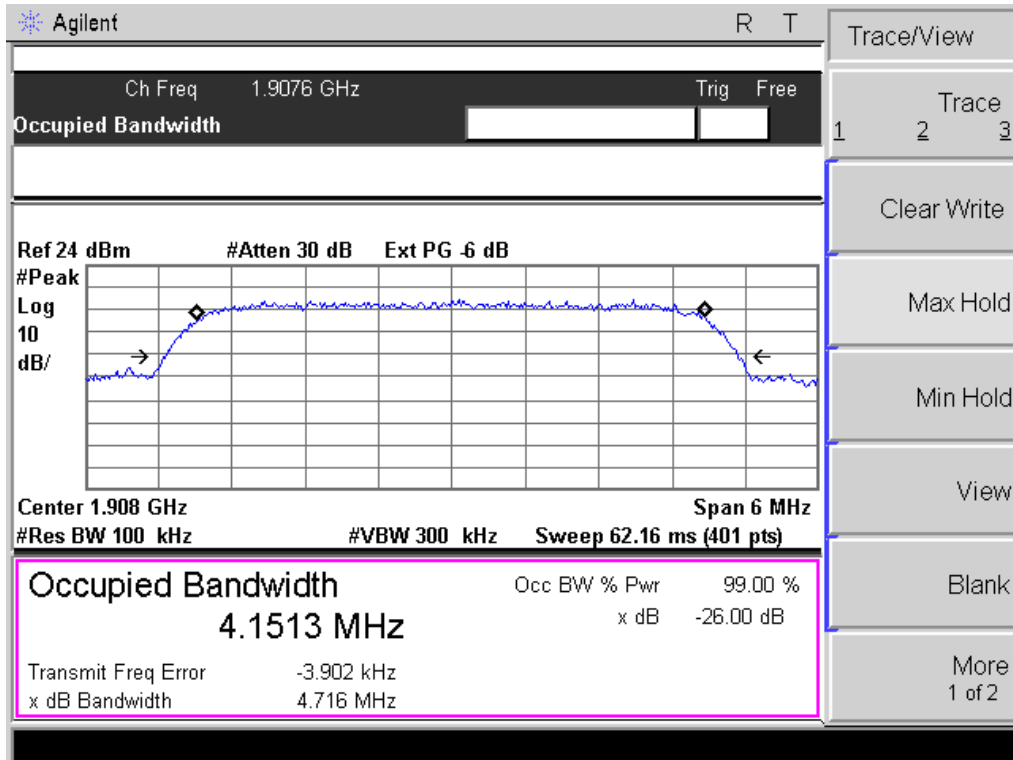 Agilent R T
Ch Freq 1.9076 GHz Trig Free
Occupied Bandwidth
Ref 24 dBm #Atten 30 dB Ext PG -6 dB
#Peak
Log
10
dB/
Center 1.908 GHz Span 6 MHz
#Res BW 100 kHz #VBW 300 kHz Sweep 62.16 ms (401 pts)
Occupied Bandwidth Occ BW % Pwr 99.00 %
4.1513 MHz x dB -26.00 dB
Transmit Freq Error -3.902 kHz
x dB Bandwidth 4.716 MHz
Trace/View
Trace
1 2 3
Clear Write
Max Hold
Min Hold
View
Blank
More
1 of 2